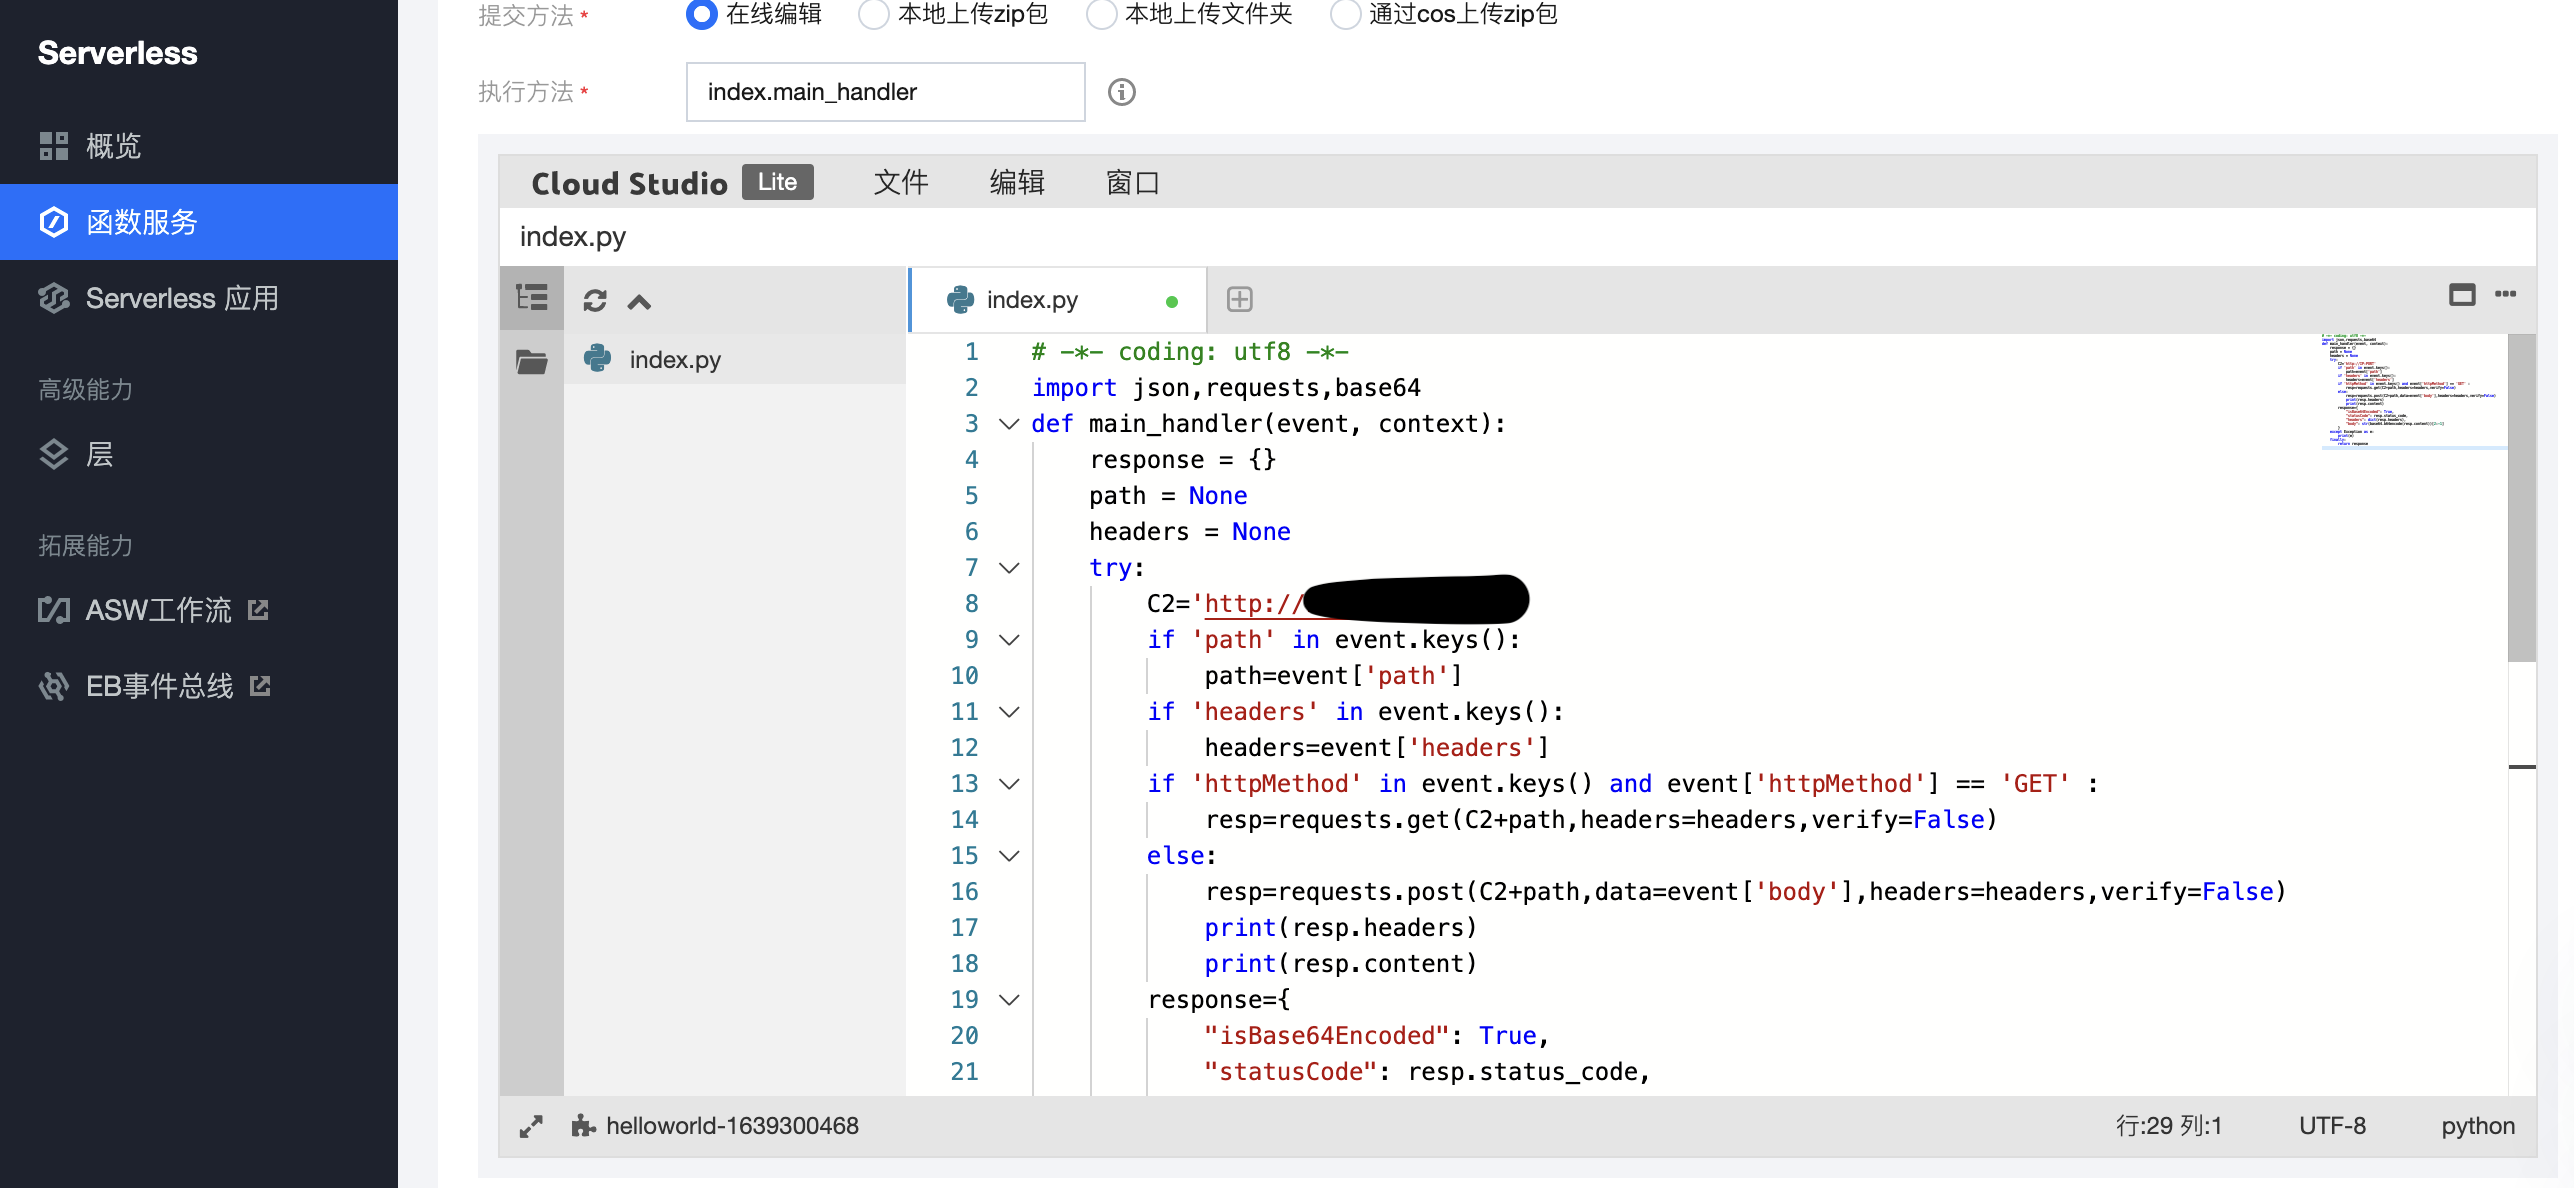 提交方法 * 在线编辑 本地上传zip包 本地上传文件夹 通过cos上传zip包
执行方法 * index.main_handler
Serverless
概览
函数服务
Serverless 应用
高级能力
层
拓展能力
ASW工作流
EB事件总线
Cloud Studio Lite 文件 编辑 窗口
index.py
index.py
index.py
1 # -*- coding: utf8 -*-
2 import json,requests,base64
3 def main_handler(event, context):
4 response = {}
5 path = None
6 headers = None
7 try:
8 C2='http://
9 if 'path' in event.keys():
10 path=event['path']
11 if 'headers' in event.keys():
12 headers=event['headers']
13 if 'httpMethod' in event.keys() and event['httpMethod'] == 'GET' :
14 resp=requests.get(C2+path,headers=headers,verify=False)
15 else:
16 resp=requests.post(C2+path,data=event['body'],headers=headers,verify=False)
17 print(resp.headers)
18 print(resp.content)
19 response={
20 "isBase64Encoded": True,
21 "statusCode": resp.status_code,
helloworld-1639300468 行:29 列:1 UTF-8 python